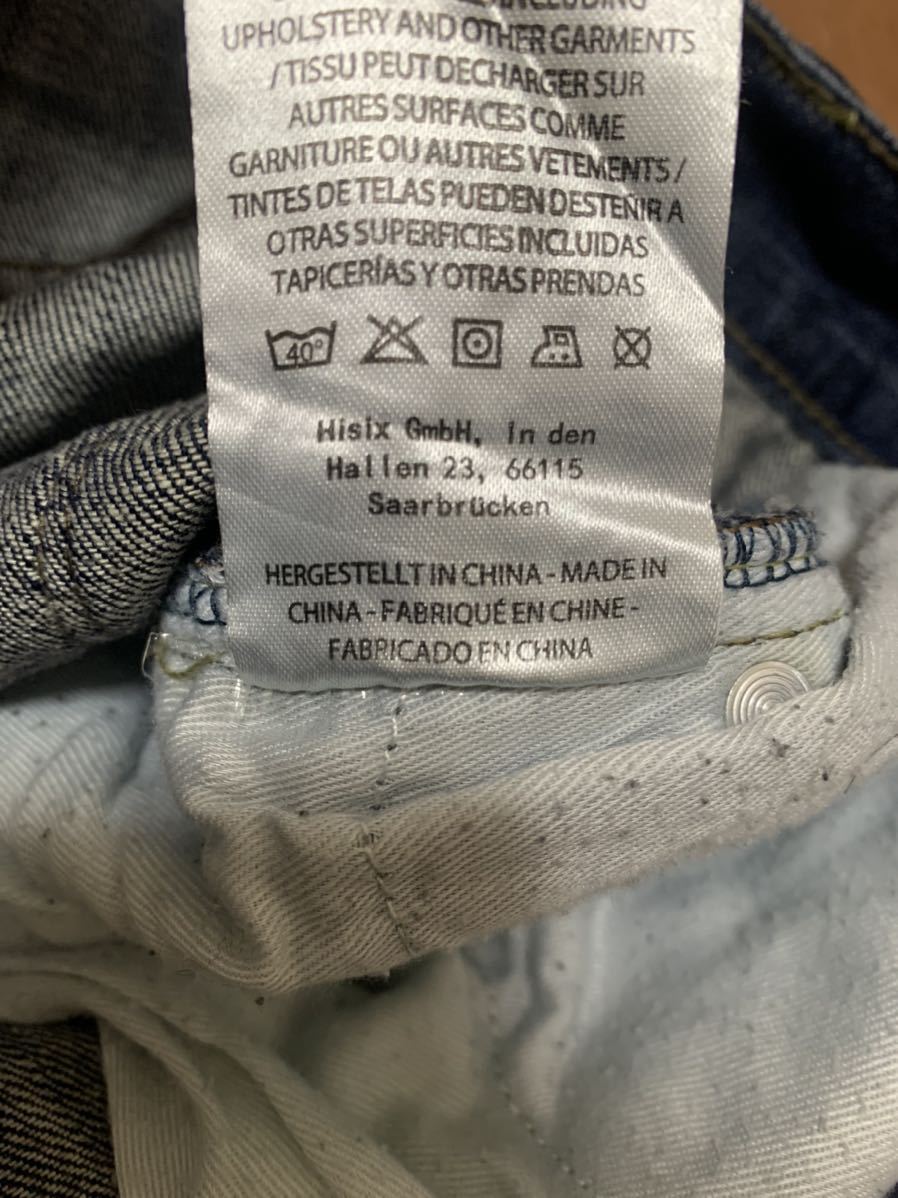 INCLUDING
UPHOLSTERY AND OTHER GARMENTS
/TISSU PEUT DECHARGER SUR
AUTRES SURFACES COMME
GARNITURE OU AUTRES VETEMENTS /
TINTES DE TELAS PUEDEN DESTEÑIR A
OTRAS SUPERFICIES INCLUIDAS
TAPICERÍAS Y OTRAS PRENDAS
40°
Hisix GmbH, in den
Hallen 23, 66115
Saarbrücken
HERGESTELLT IN CHINA - MADE IN
CHINA - FABRIQUÉ EN CHINE -
FABRICADO EN CHINA